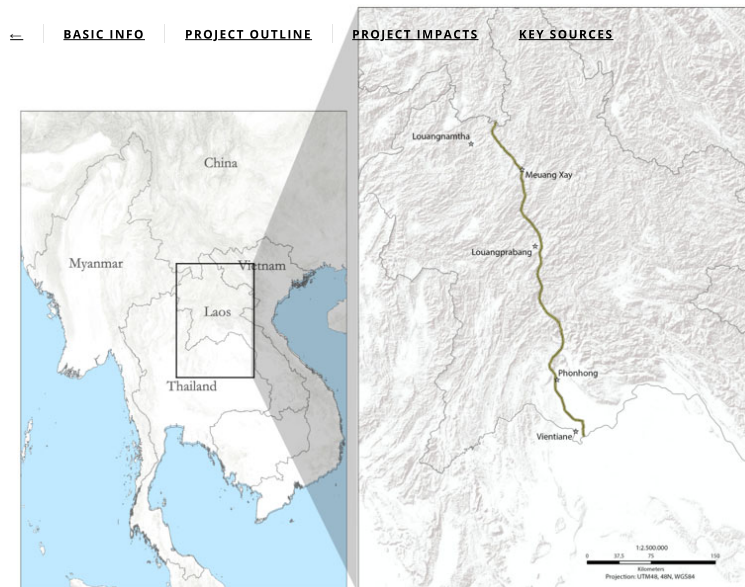 ← BASIC INFO PROJECT OUTLINE PROJECT IMPACTS KEY SOURCES
China
Myanmar
Vietnam
Laos
Thailand
Louangnamtha
Meuang Xay
Louangprabang
Phonhong
Vientiane
1:2.500.000
0 37,5 75 150
Kilometers
Projection: UTM48, 48N, WGS84